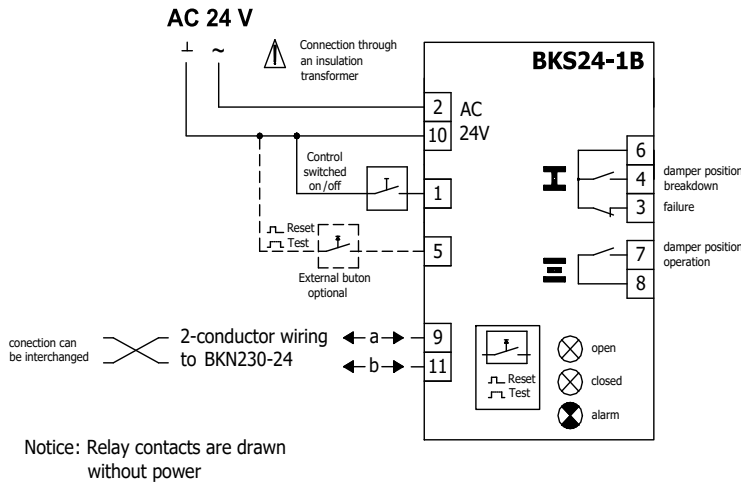 AC 24 V
⊥ ~
Connection through
an insulation
transformer
BKS24-1B
2 AC
10 24V
Control
switched
on/off
1
6
4 damper position
breakdown
3 failure
Reset
Test
5
External buton
optional
7 damper position
operation
8
conection can
be interchanged
2-conductor wiring
to BKN230-24
a 9
b 11
Reset
Test
open
closed
alarm
Notice: Relay contacts are drawn
without power